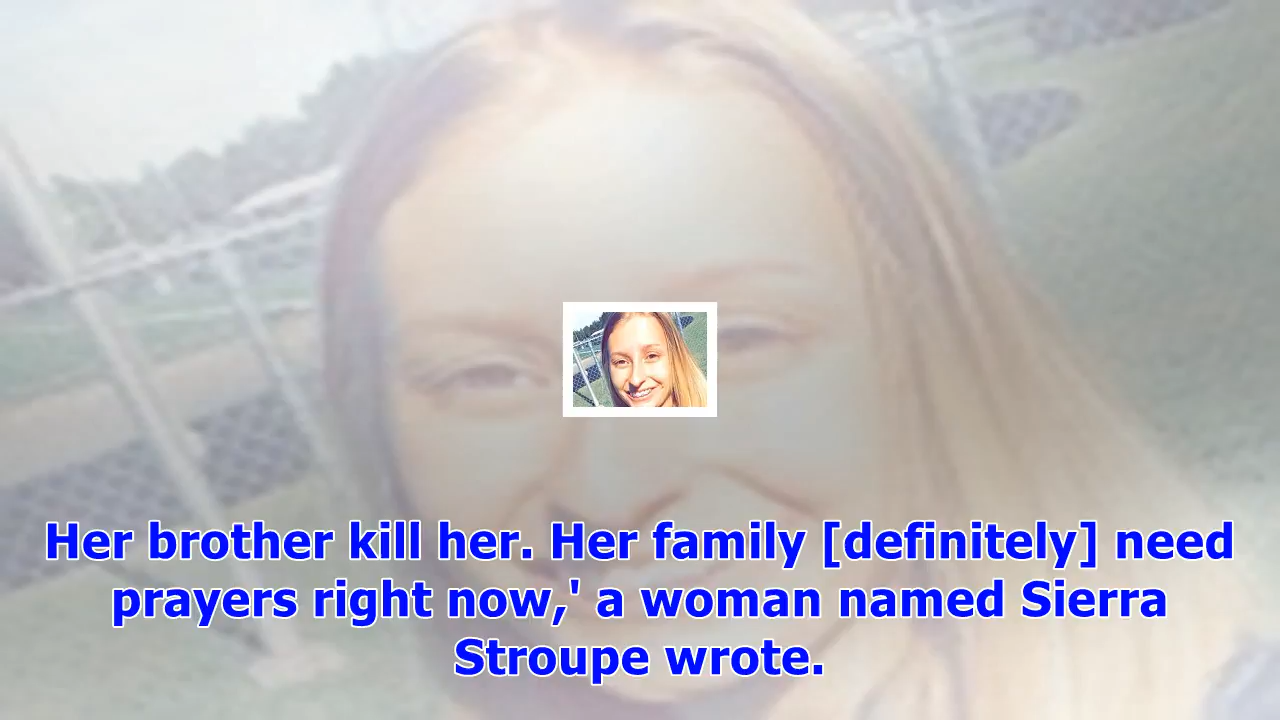 Her brother kill her. Her family [definitely] need
prayers right now,' a woman named Sierra
Stroupe wrote.